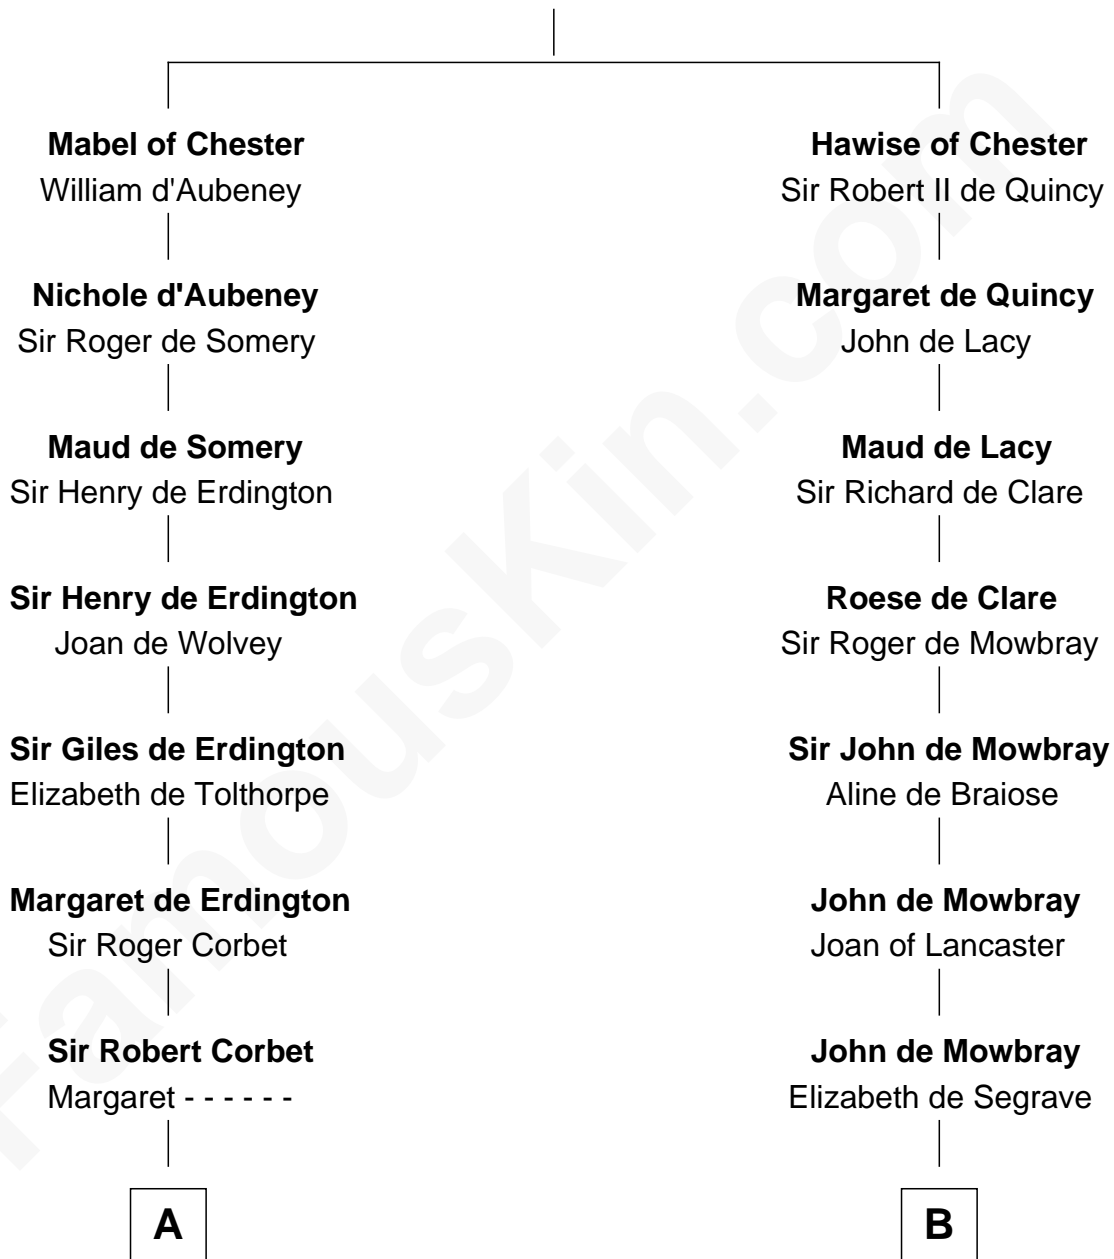 Mabel of Chester
William d'Aubeney
Hawise of Chester
Sir Robert II de Quincy
Nichole d'Aubeney
Sir Roger de Somery
Margaret de Quincy
John de Lacy
Maud de Somery
Sir Henry de Erdington
Maud de Lacy
Sir Richard de Clare
Sir Henry de Erdington
Joan de Wolvey
Roese de Clare
Sir Roger de Mowbray
Sir Giles de Erdington
Elizabeth de Tolthorpe
Sir John de Mowbray
Aline de Braiose
Margaret de Erdington
Sir Roger Corbet
John de Mowbray
Joan of Lancaster
Sir Robert Corbet
Margaret - - - - - -
John de Mowbray
Elizabeth de Segrave
A
B
FamousKin.com